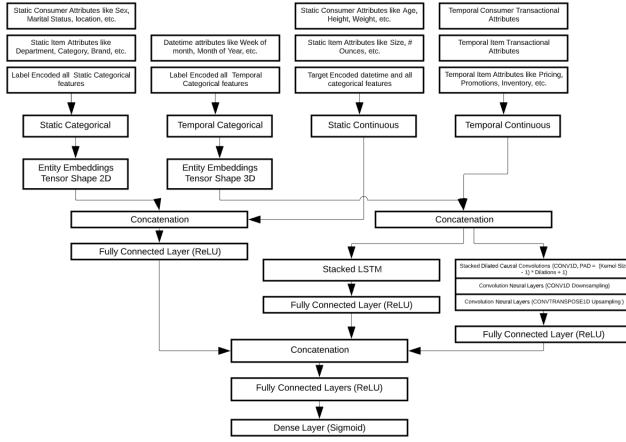 Static Consumer Attributes like Sex,
Marital Status, location, etc.
Static Consumer Attributes like Age,
Height, Weight, etc.
Temporal Consumer Transactional
Attributes
Static Item Attributes like
Department, Category, Brand, etc.
Datetime attributes like Week of
month, Month of Year, etc.
Static Item Attributes like Size, #
Ounces, etc.
Temporal Item Transactional
Attributes
Label Encoded all Static Categorical
features
Label Encoded all Temporal
Categorical features
Target Encoded datetime and all
categorical features
Temporal Item Attributes like Pricing,
Promotions, Inventory, etc.
Static Categorical
Temporal Categorical
Static Continuous
Temporal Continuous
Entity Embeddings
Tensor Shape 2D
Entity Embeddings
Tensor Shape 3D
Concatenation
Concatenation
Fully Connected Layer (ReLU)
Stacked LSTM
Stacked Dilated Causal Convolutions (CONV1D, PAD = (Kernel Size
- 1) * Dilations + 1)
Convolution Neural Layers (CONV1D Downsampling)
Convolution Neural Layers (CONVTRANSPOSE1D Upsampling )
Fully Connected Layer (ReLU)
Fully Connected Layer (ReLU)
Concatenation
Fully Connected Layers (ReLU)
Dense Layer (Sigmoid)